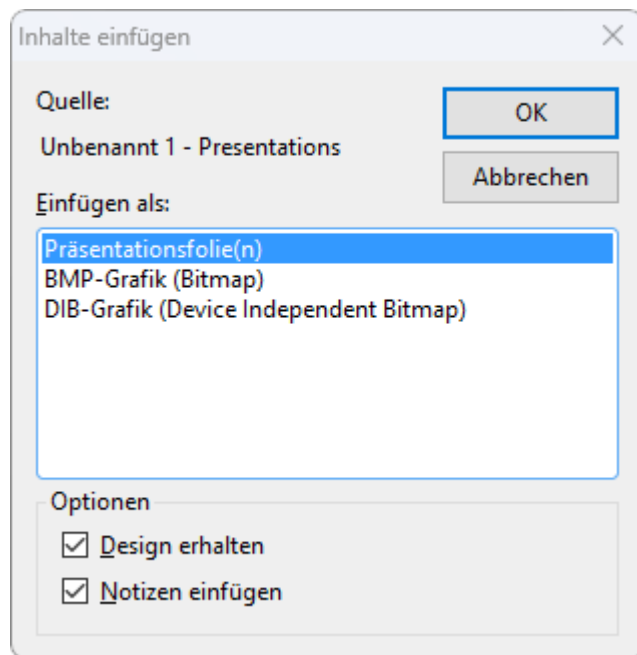 Inhalte einfügen
Quelle:
OK
Unbenannt 1 - Presentations
Abbrechen
Einfügen als:
Präsentationsfolie(n)
BMP-Grafik (Bitmap)
DIB-Grafik (Device Independent Bitmap)
Optionen
Design erhalten
Notizen einfügen